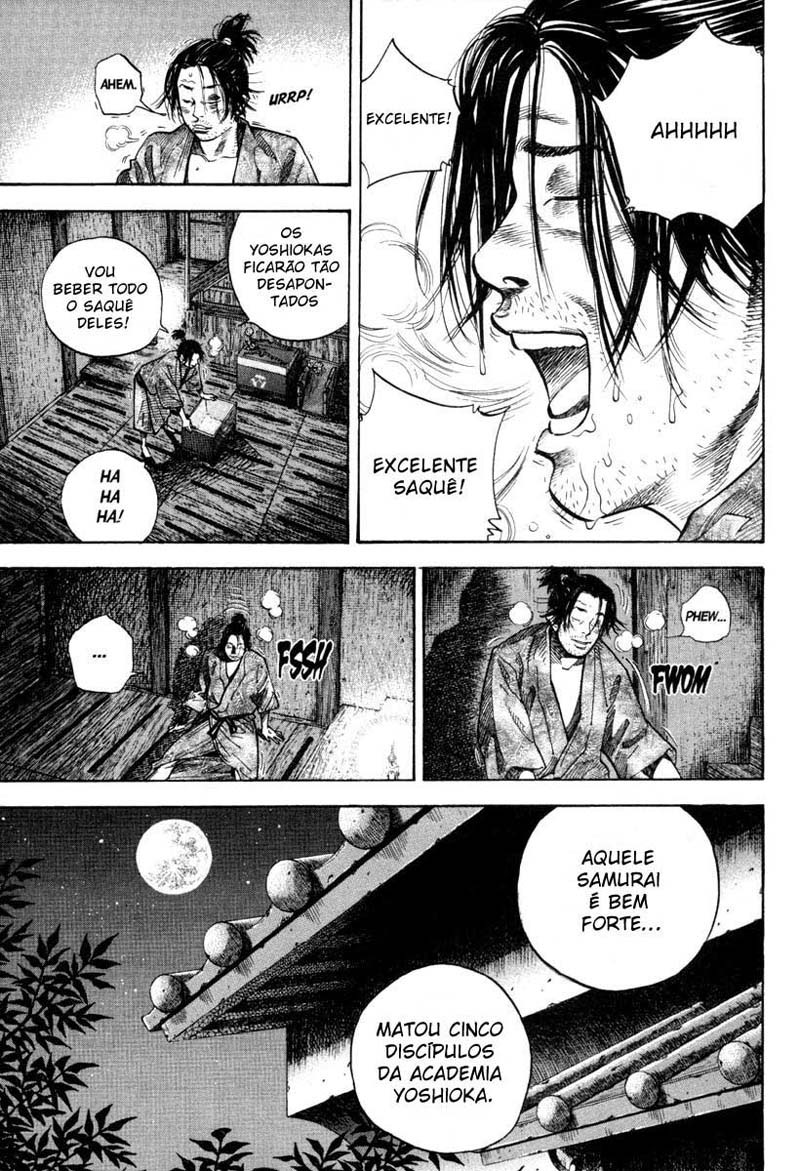 AHHHHH
EXCELENTE!
EXCELENTE
SAQUÊ!
AHEM.
URRP!
OS
YOSHIOKAS
FICARÃO TÃO
DESAPON-
TADOS
VOU
BEBER TODO
O SAQUÊ
DELES!
HA
HA
HA!
PHEW...
FWOM
FSSH
...
AQUELE
SAMURAI
É BEM
FORTE...
MATOU CINCO
DISCÍPULOS
DA ACADEMIA
YOSHIOKA.